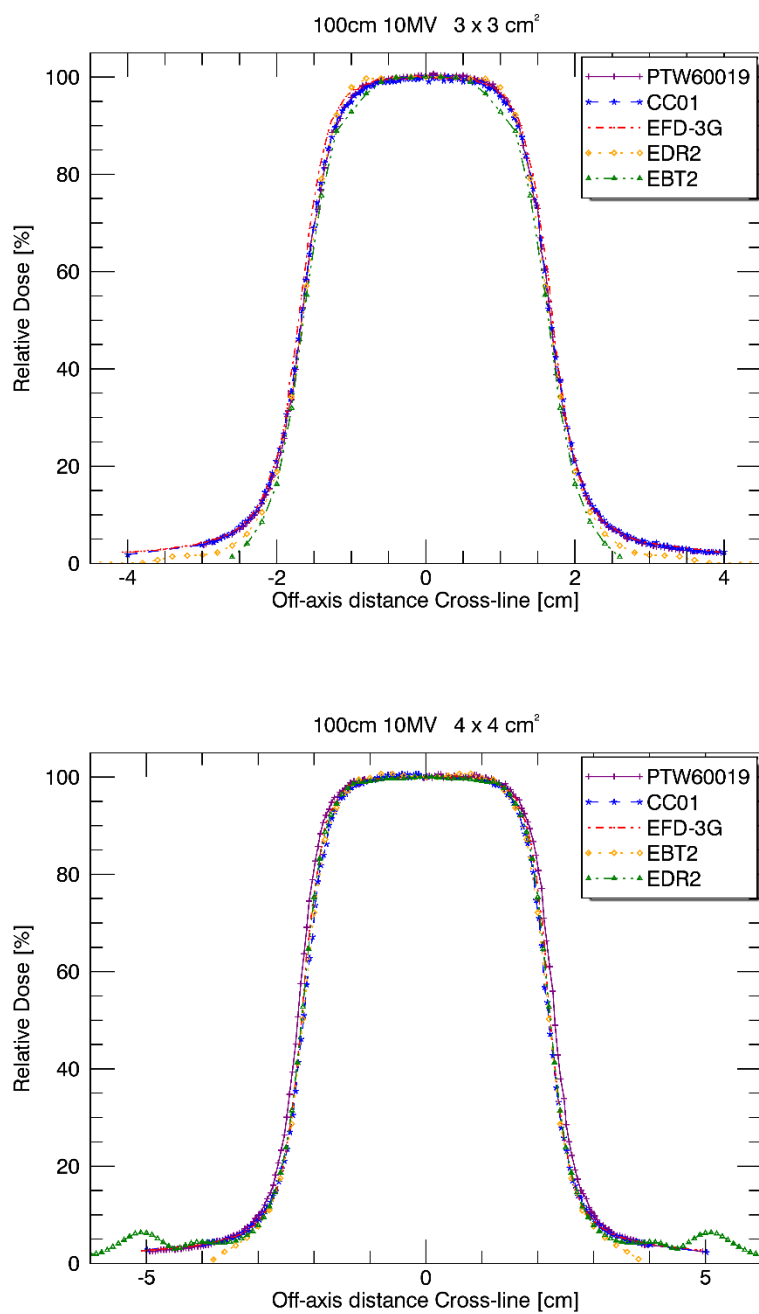 100cm 10MV 3 x 3 cm²
PTW60019
CC01
EFD-3G
EDR2
EBT2
Relative Dose [%]
100
80
60
40
20
0
-4 -2 0 2 4
Off-axis distance Cross-line [cm]
100cm 10MV 4 x 4 cm²
PTW60019
CC01
EFD-3G
EBT2
EDR2
Relative Dose [%]
100
80
60
40
20
0
-5 0 5
Off-axis distance Cross-line [cm]